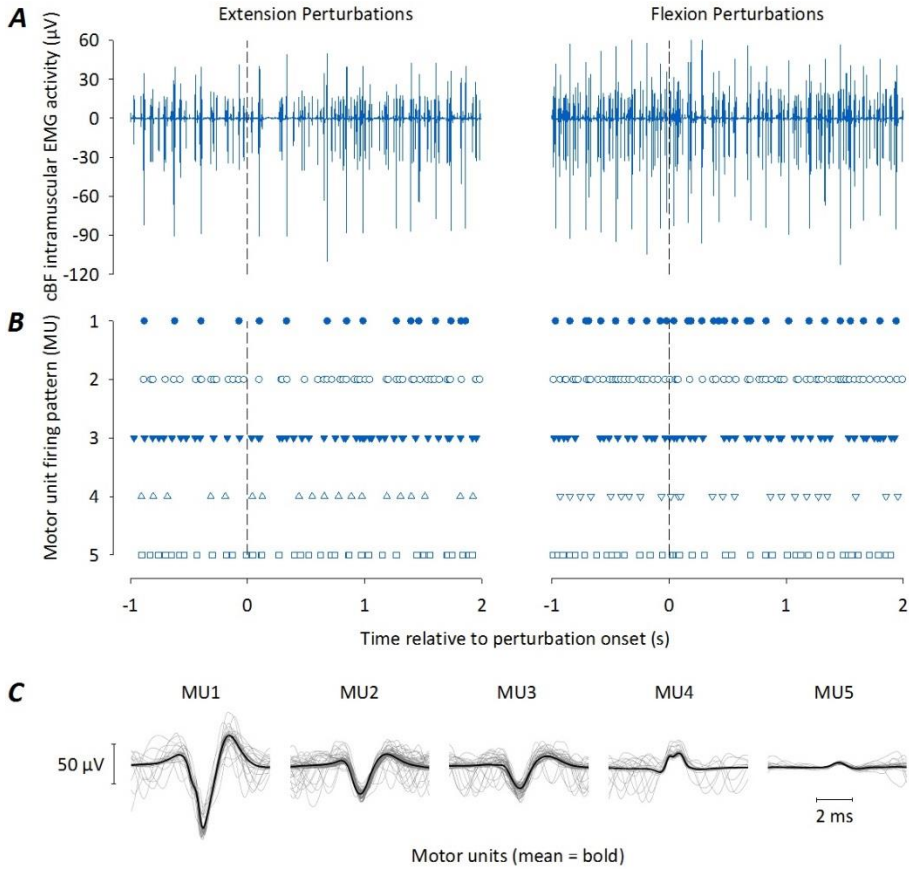 A
Extension Perturbations
Flexion Perturbations
cBF intramuscular EMG activity (µV)
60
30
0
-30
-60
-90
-120
B
Motor unit firing pattern (MU)
1
2
3
4
5
-1 0 1 2
-1 0 1 2
Time relative to perturbation onset (s)
C
MU1 MU2 MU3 MU4 MU5
50 µV
2 ms
Motor units (mean = bold)